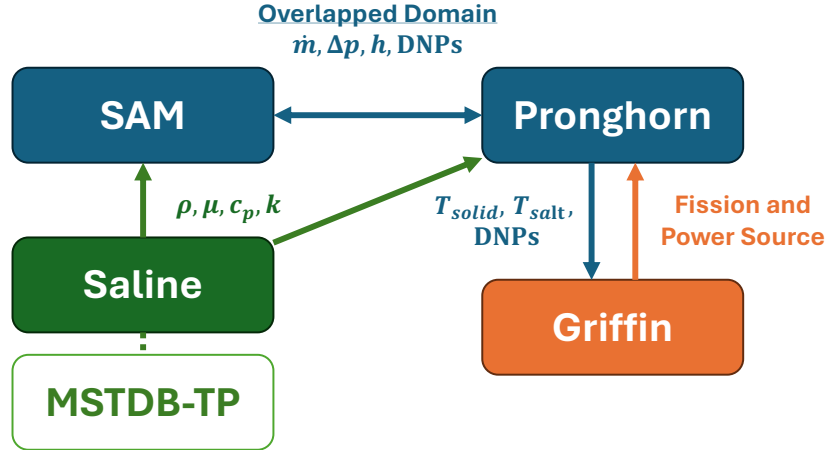 Overlapped Domain
ṁ, Δp, h, DNPs
SAM
Pronghorn
ρ, μ, c_p, k
T_solid, T_salt,
DNPs
Fission and
Power Source
Saline
Griffin
MSTDB-TP